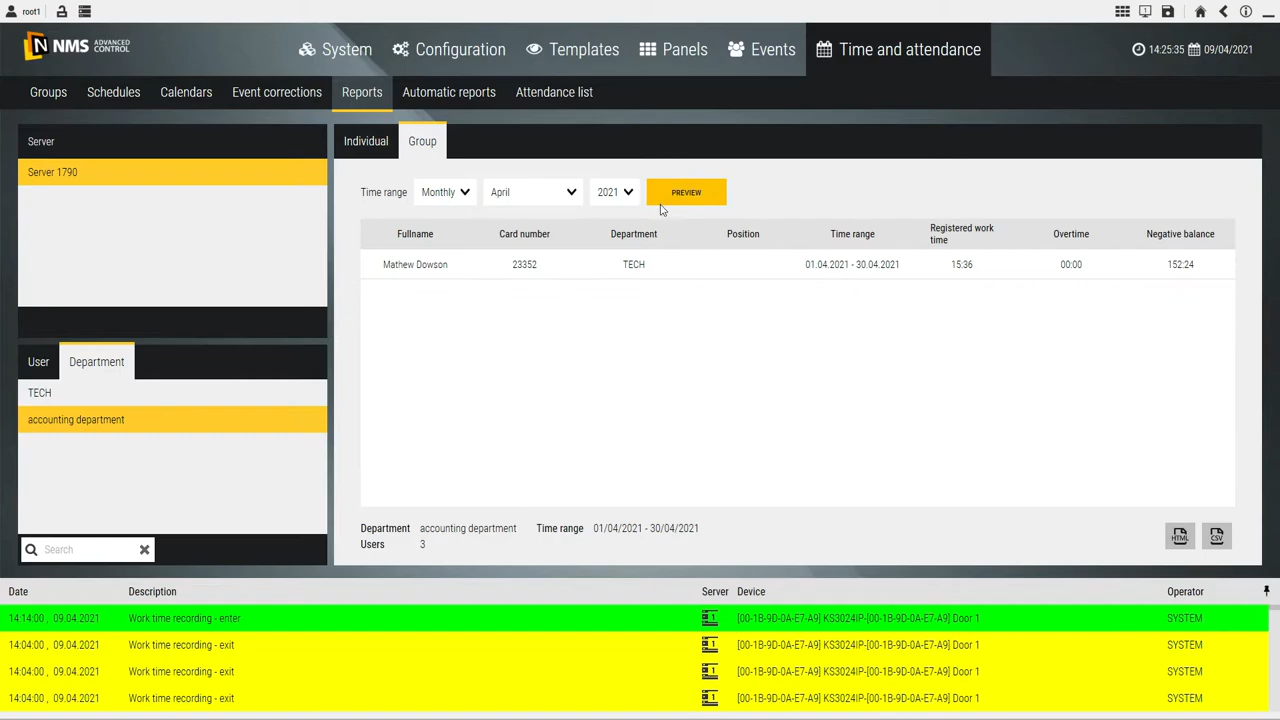 root1
NMS ADVANCED CONTROL
System Configuration Templates Panels Events Time and attendance 14:25:35 09/04/2021
Groups Schedules Calendars Event corrections Reports Automatic reports Attendance list
Server
Server 1790
Individual Group
Time range Monthly April 2021 PREVIEW
Fullname Card number Department Position Time range Registered work time Overtime Negative balance
Mathew Dowson 23352 TECH 01.04.2021 - 30.04.2021 15:36 00:00 152:24
User Department
TECH
accounting department
Search
Department accounting department Time range 01/04/2021 - 30/04/2021
Users 3
HTML CSV
Date Description Server Device Operator
14:14:00 , 09.04.2021 Work time recording - enter 1 [00-1B-9D-0A-E7-A9] KS3024IP-[00-1B-9D-0A-E7-A9] Door 1 SYSTEM
14:04:00 , 09.04.2021 Work time recording - exit 1 [00-1B-9D-0A-E7-A9] KS3024IP-[00-1B-9D-0A-E7-A9] Door 1 SYSTEM
14:04:00 , 09.04.2021 Work time recording - exit 1 [00-1B-9D-0A-E7-A9] KS3024IP-[00-1B-9D-0A-E7-A9] Door 1 SYSTEM
14:04:00 , 09.04.2021 Work time recording - exit 1 [00-1B-9D-0A-E7-A9] KS3024IP-[00-1B-9D-0A-E7-A9] Door 1 SYSTEM